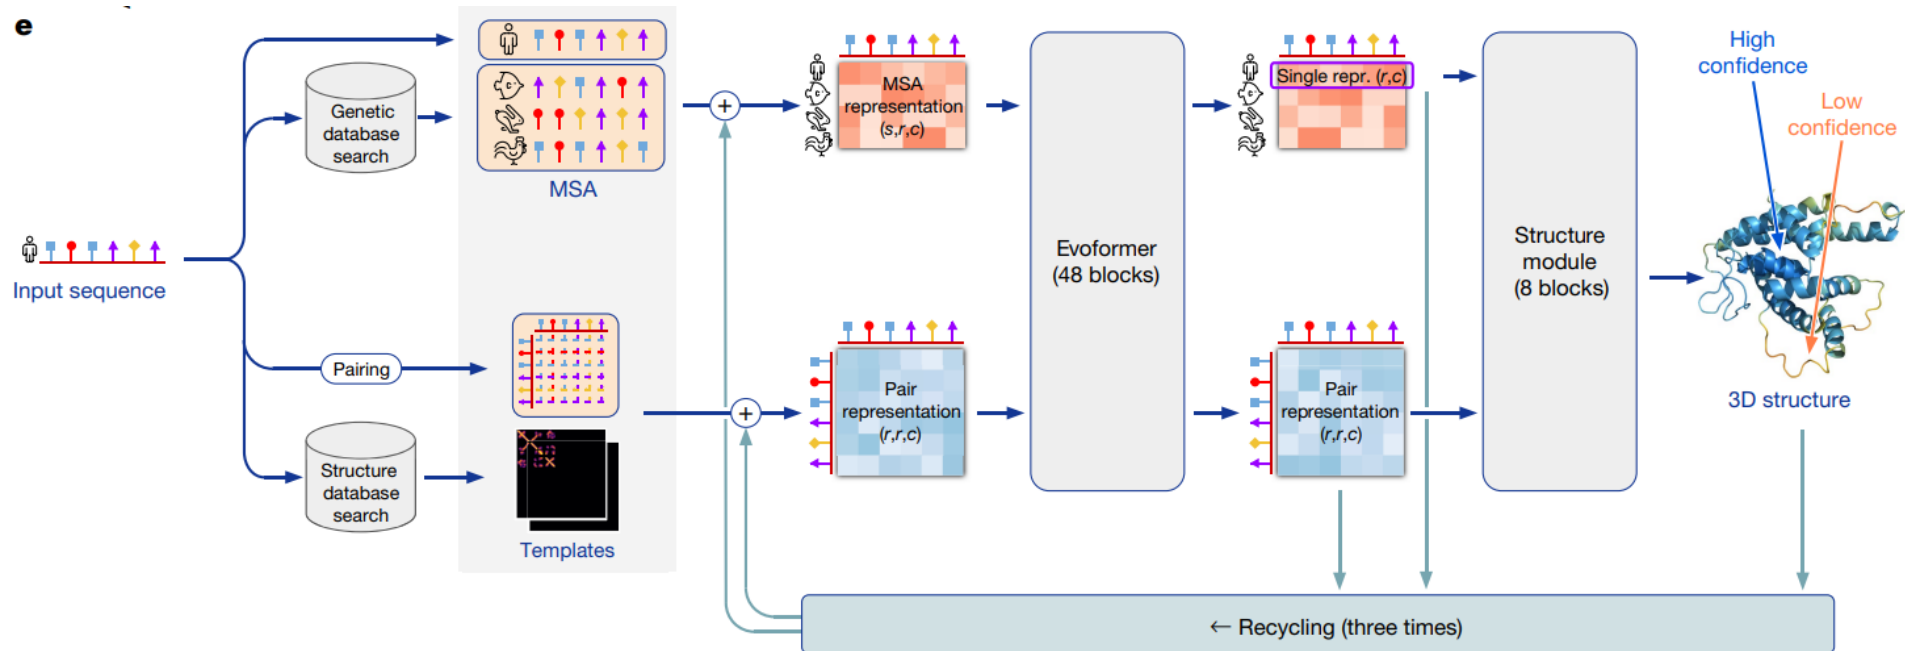 e
Input sequence
Genetic
database
search
Pairing
Structure
database
search
MSA
Templates
+
+
MSA
representation
(s,r,c)
Pair
representation
(r,r,c)
Evoformer
(48 blocks)
Single repr. (r,c)
Pair
representation
(r,r,c)
Structure
module
(8 blocks)
High
confidence
Low
confidence
3D structure
← Recycling (three times)